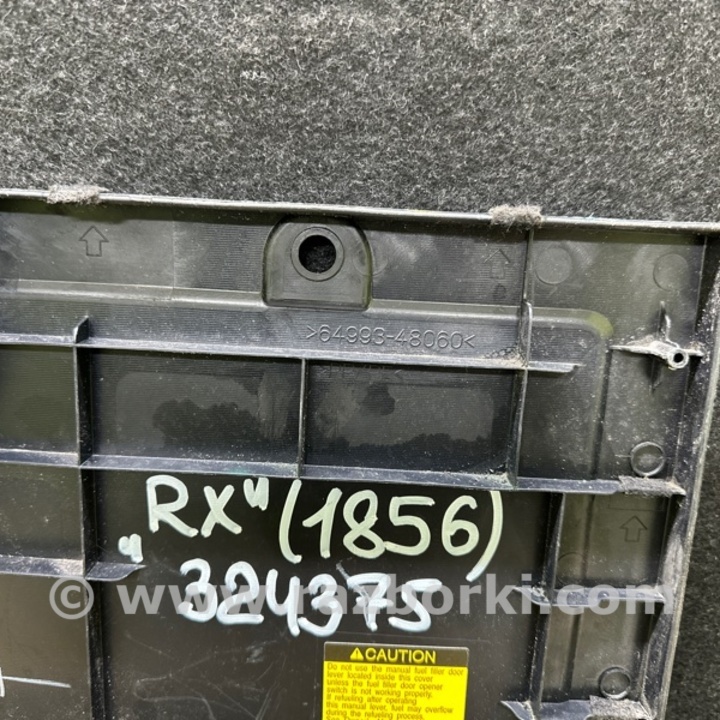 >64993-48060<
„RX" (1856)
324375
© www.razborki.com
⚠CAUTION
Do not use the manual fuel filler door
lever located inside this cover
unless the fuel filler door opener
switch is not working properly.
If refueling after operating
this manual lever, fuel may overflow
during the refueling process.